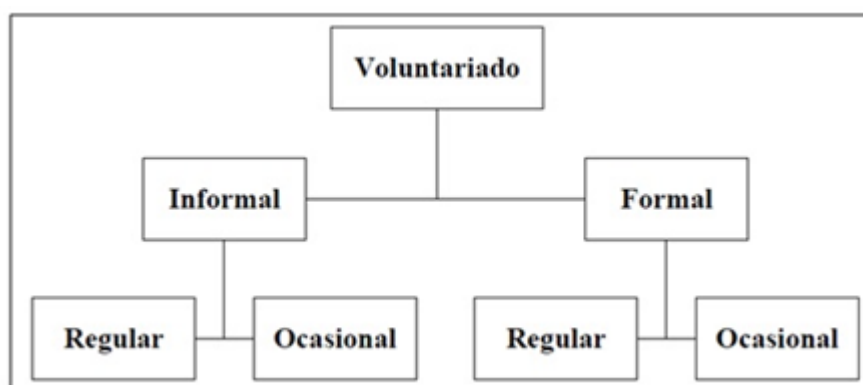 Voluntariado
Informal
Formal
Regular
Ocasional
Regular
Ocasional